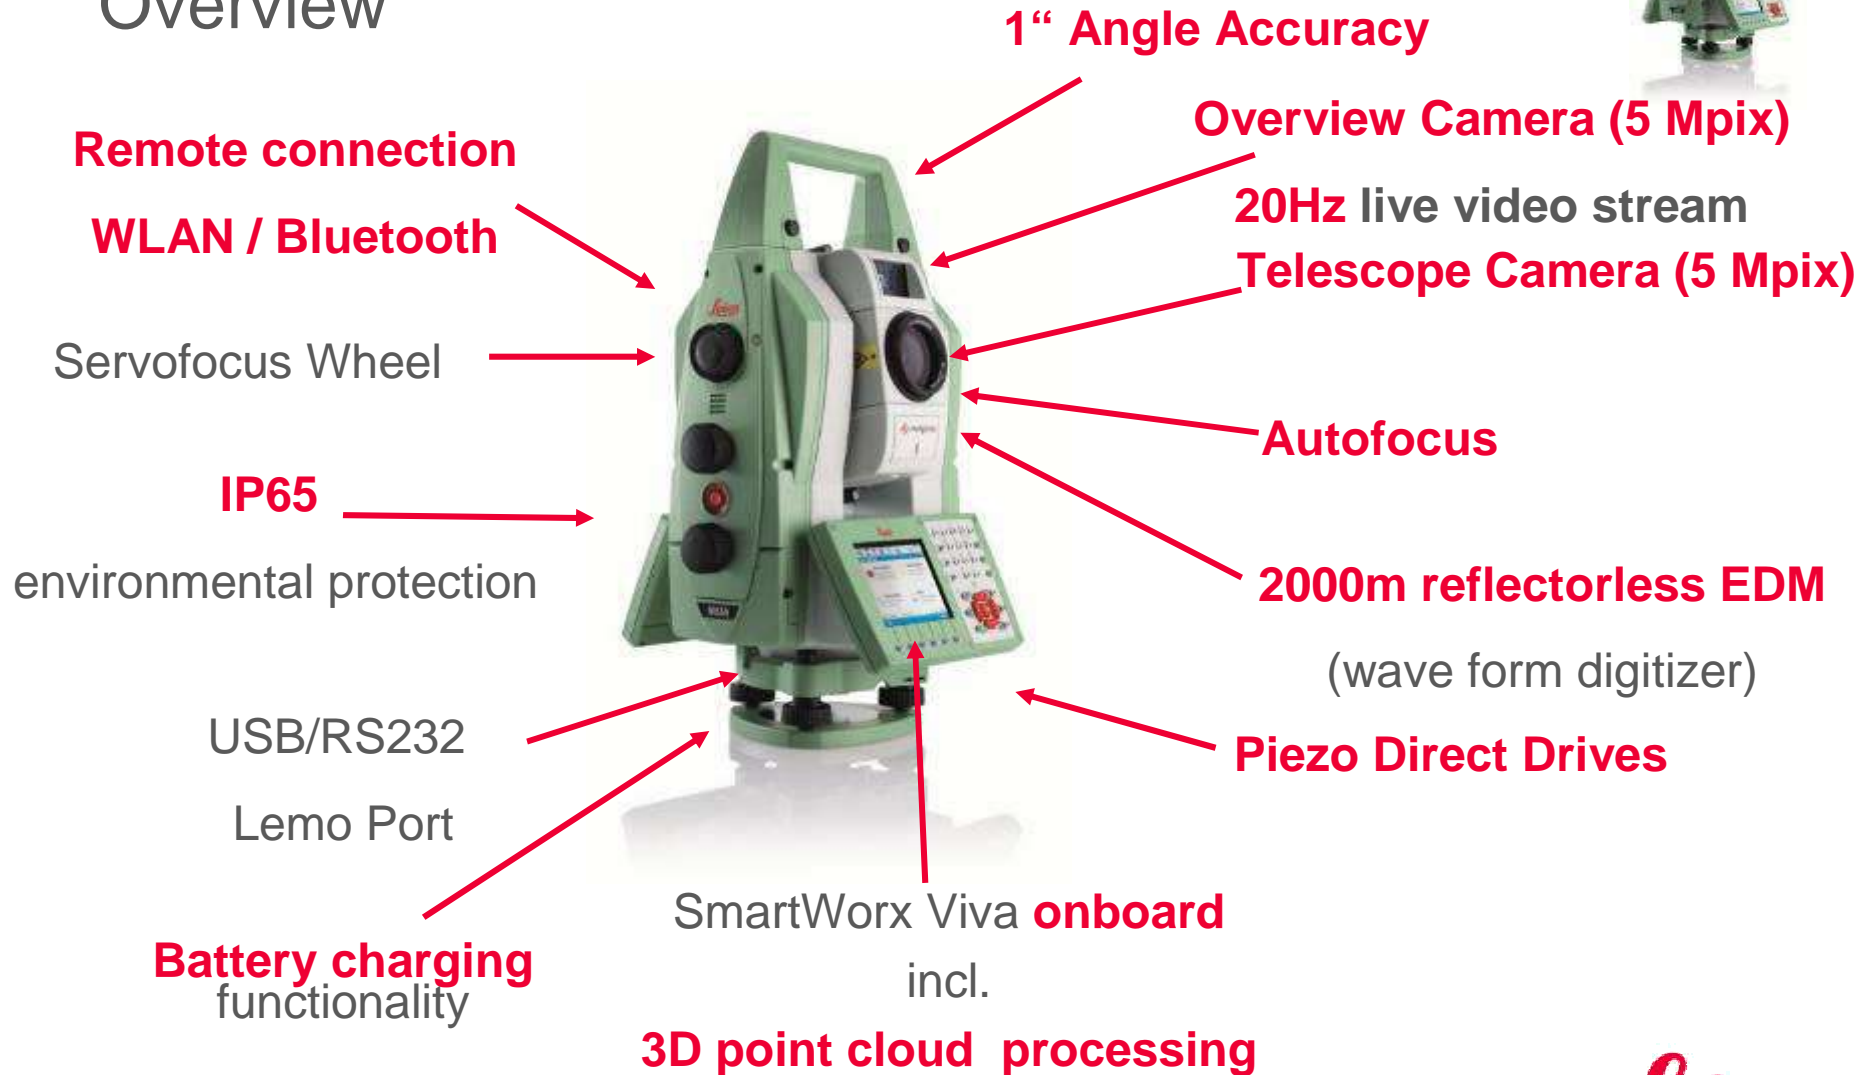 Overview
1“ Angle Accuracy
Overview Camera (5 Mpix)
Remote connection
WLAN / Bluetooth
20Hz live video stream
Telescope Camera (5 Mpix)
Servofocus Wheel
Autofocus
IP65
environmental protection
2000m reflectorless EDM
(wave form digitizer)
USB/RS232
Lemo Port
Piezo Direct Drives
SmartWorx Viva onboard
incl.
3D point cloud processing
Battery charging
functionality
Leica